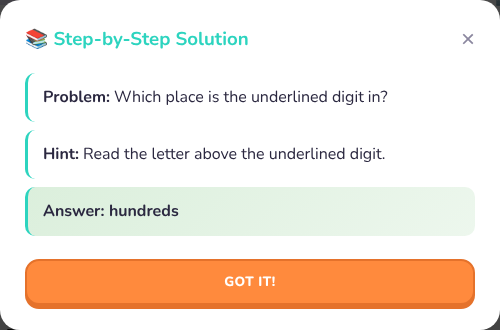 📚 Step-by-Step Solution
×
Problem: Which place is the underlined digit in?
Hint: Read the letter above the underlined digit.
Answer: hundreds
GOT IT!